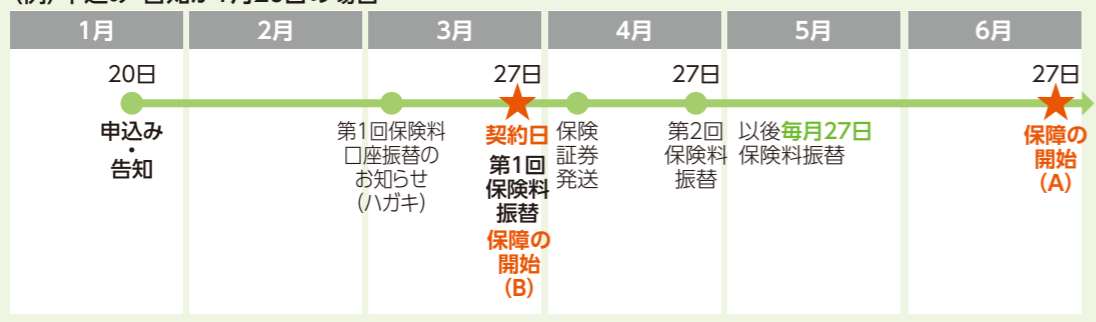 1月
2月
3月
4月
5月
6月
20日
申込み
・
告知
第1回保険料
口座振替の
お知らせ
(ハガキ)
27日
契約日
第1回
保険料
振替
保障の
開始
(B)
保険
証券
発送
27日
第2回
保険料
振替
以後毎月27日
保険料振替
27日
保障の
開始
(A)